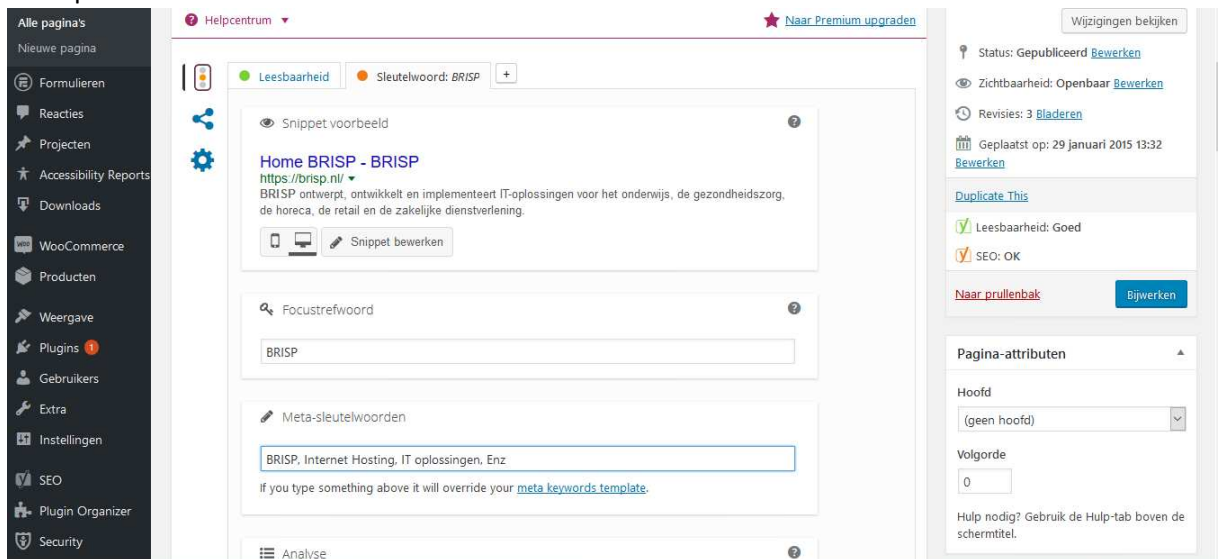 Alle pagina's
Nieuwe pagina
Formulieren
Reacties
Projecten
Accessibility Reports
Downloads
WooCommerce
Producten
Weergave
Plugins 1
Gebruikers
Extra
Instellingen
SEO
Plugin Organizer
Security
Helpcentrum
Naar Premium upgraden
Leesbaarheid
Sleutelwoord: BRISP
+
Snippet voorbeeld
Home BRISP - BRISP
https://brisp.nl/
BRISP ontwerpt, ontwikkelt en implementeert IT-oplossingen voor het onderwijs, de gezondheidszorg,
de horeca, de retail en de zakelijke dienstverlening.
Snippet bewerken
Focustrefwoord
BRISP
Meta-sleutelwoorden
BRISP, Internet Hosting, IT oplossingen, Enz
If you type something above it will override your meta keywords template.
Analyse
Wijzigingen bekijken
Status: Gepubliceerd Bewerken
Zichtbaarheid: Openbaar Bewerken
Revisies: 3 Bladeren
Geplaatst op: 29 januari 2015 13:32
Bewerken
Duplicate This
Leesbaarheid: Goed
SEO: OK
Naar prullenbak
Bijwerken
Pagina-attributen
Hoofd
(geen hoofd)
Volgorde
0
Hulp nodig? Gebruik de Hulp-tab boven de
schermtitel.